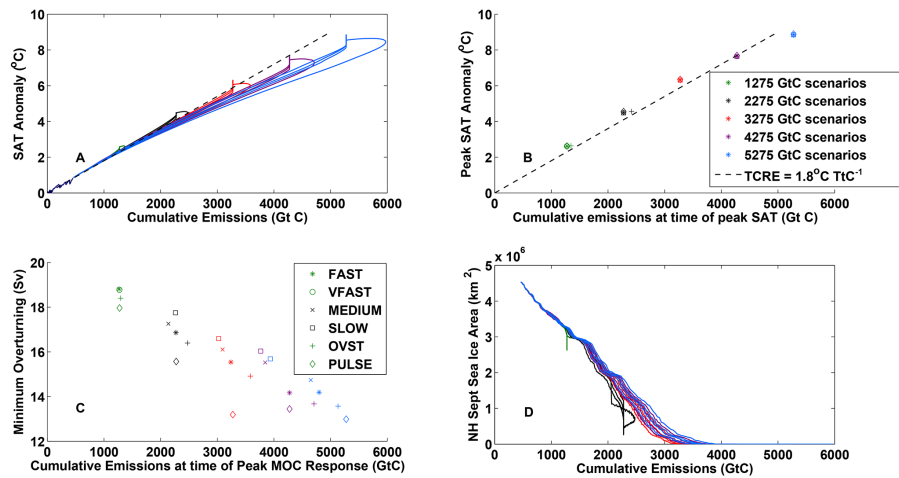 10
8
6
4
2
0
SAT Anomaly (°C)
A
0 1000 2000 3000 4000 5000 6000
Cumulative Emissions (Gt C)
10
8
6
4
2
0
Peak SAT Anomaly (°C)
B
1275 GtC scenarios
2275 GtC scenarios
3275 GtC scenarios
4275 GtC scenarios
5275 GtC scenarios
TCRE = 1.8°C TtC⁻¹
0 1000 2000 3000 4000 5000 6000
Cumulative emissions at time of peak SAT (Gt C)
20
18
16
14
12
Minimum Overturning (Sv)
C
FAST
VFAST
MEDIUM
SLOW
OVST
PULSE
0 1000 2000 3000 4000 5000 6000
Cumulative Emissions at time of Peak MOC Response (GtC)
x 10⁶
5
4
3
2
1
0
NH Sept Sea Ice Area (km²)
D
0 1000 2000 3000 4000 5000 6000
Cumulative Emissions (GtC)